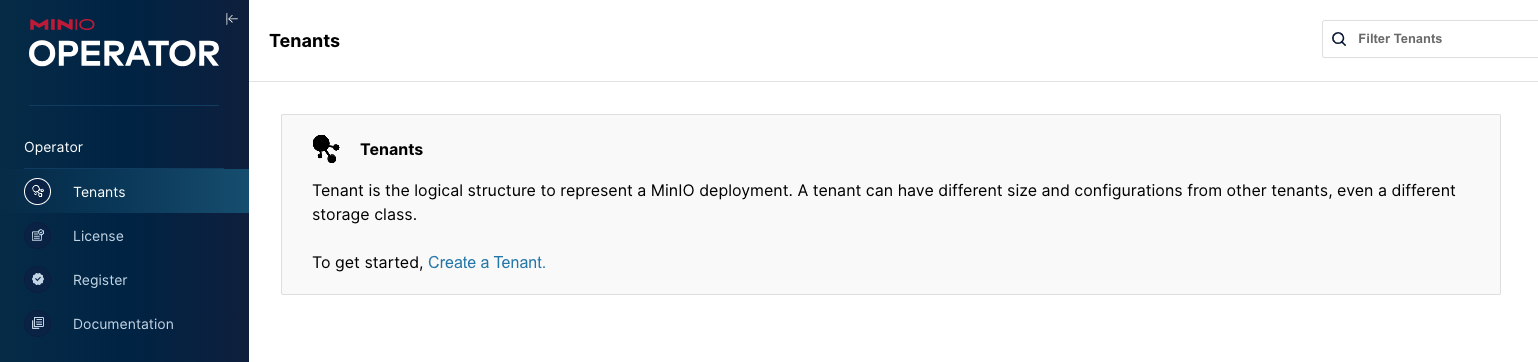 MINIO
OPERATOR
Operator
Tenants
License
Register
Documentation
Tenants
Filter Tenants
Tenants
Tenant is the logical structure to represent a MinIO deployment. A tenant can have different size and configurations from other tenants, even a different
storage class.
To get started, Create a Tenant.